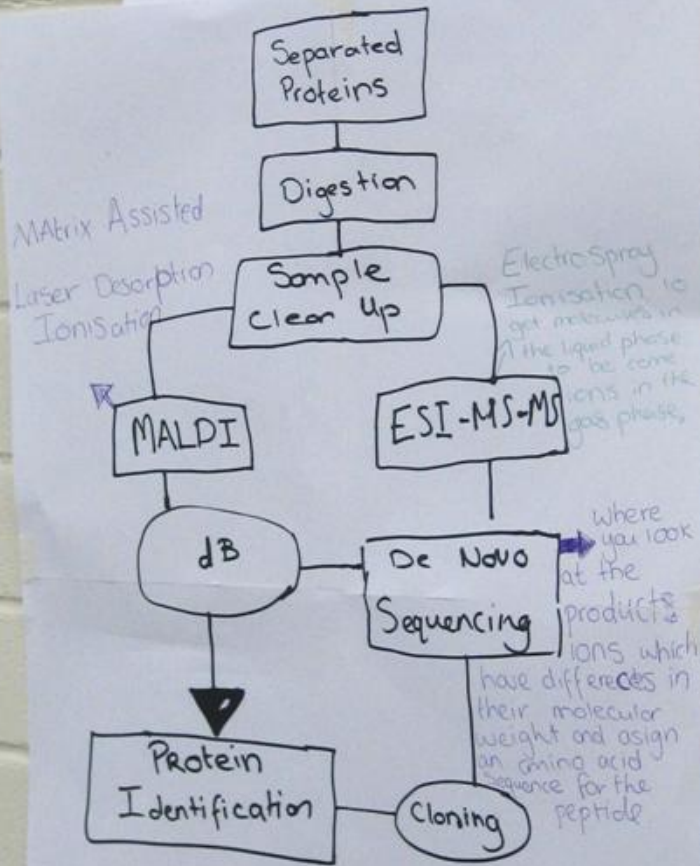 Separated
Proteins
Digestion
MAtrix Assisted
Laser Desorption
Ionisation
Sample
Clean Up
ElectroSpray
Ionisation to
get molecules in
the liquid phase
to be come
ions in the
gas phase,
MALDI
ESI-MS-MS
dB
De Novo
Sequencing
where
you look
at the
products
ions which
have differeces in
their molecular
weight and asign
an amino acid
sequence for the
peptide
Protein
Identification
Cloning